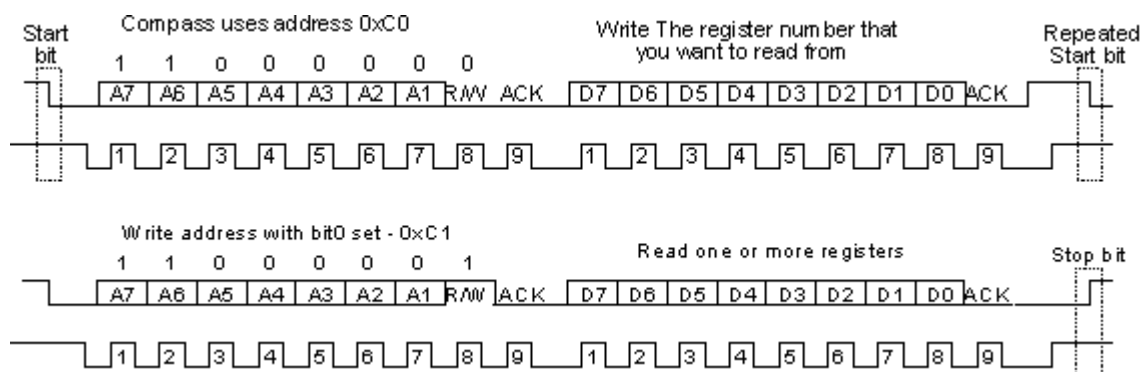 Start bit
Compass uses address 0xC0
Write The register number that
you want to read from
Repeated
Start bit
1 1 0 0 0 0 0 0
A7 A6 A5 A4 A3 A2 A1 R/W ACK D7 D6 D5 D4 D3 D2 D1 D0 ACK
1 2 3 4 5 6 7 8 9 1 2 3 4 5 6 7 8 9
Write address with bit0 set - 0xC1
Read one or more registers
Stop bit
1 1 0 0 0 0 0 1
A7 A6 A5 A4 A3 A2 A1 R/W ACK D7 D6 D5 D4 D3 D2 D1 D0 ACK
1 2 3 4 5 6 7 8 9 1 2 3 4 5 6 7 8 9